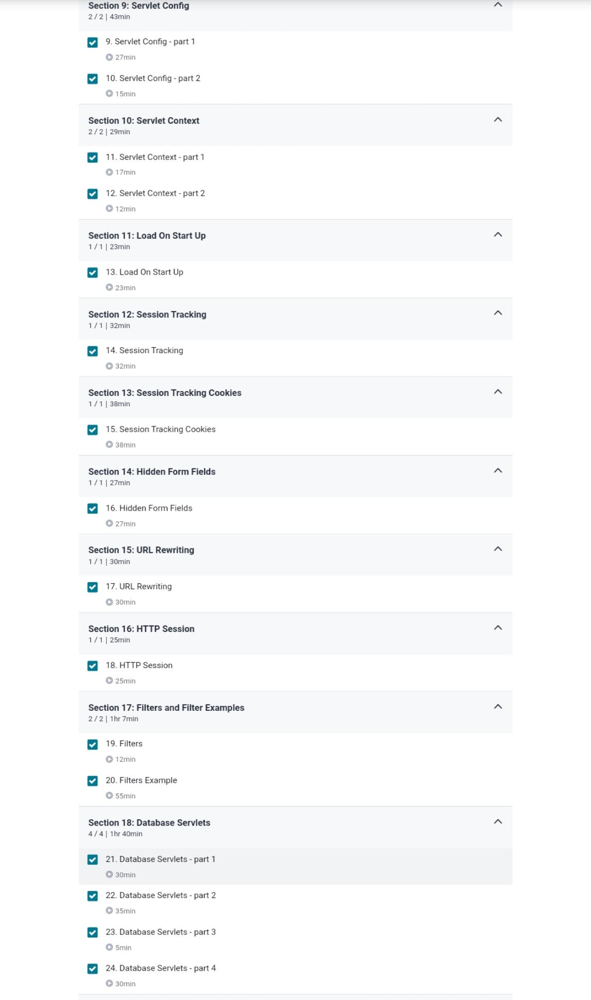 Section 9: Servlet Config
2 / 2 | 43min
9. Servlet Config - part 1
27min
10. Servlet Config - part 2
15min
Section 10: Servlet Context
2 / 2 | 29min
11. Servlet Context - part 1
17min
12. Servlet Context - part 2
12min
Section 11: Load On Start Up
1 / 1 | 23min
13. Load On Start Up
23min
Section 12: Session Tracking
1 / 1 | 32min
14. Session Tracking
32min
Section 13: Session Tracking Cookies
1 / 1 | 38min
15. Session Tracking Cookies
38min
Section 14: Hidden Form Fields
1 / 1 | 27min
16. Hidden Form Fields
27min
Section 15: URL Rewriting
1 / 1 | 30min
17. URL Rewriting
30min
Section 16: HTTP Session
1 / 1 | 25min
18. HTTP Session
25min
Section 17: Filters and Filter Examples
2 / 2 | 1hr 7min
19. Filters
12min
20. Filters Example
55min
Section 18: Database Servlets
4 / 4 | 1hr 40min
21. Database Servlets - part 1
30min
22. Database Servlets - part 2
35min
23. Database Servlets - part 3
5min
24. Database Servlets - part 4
30min